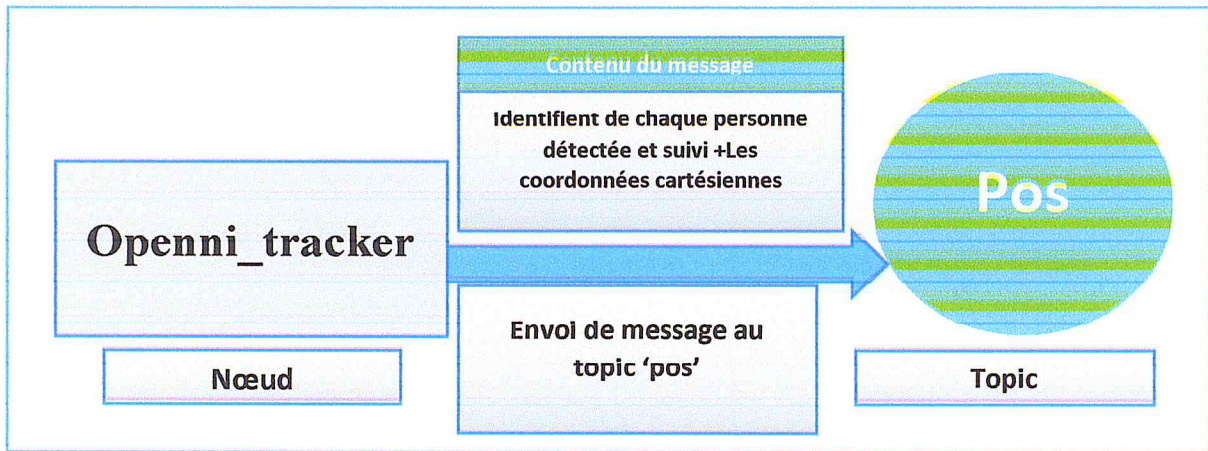 Contenu du message
Identifient de chaque personne
détectée et suivi +Les
coordonnées cartésiennes
Openni_tracker
Pos
Envoi de message au
topic ‘pos’
Nœud
Topic